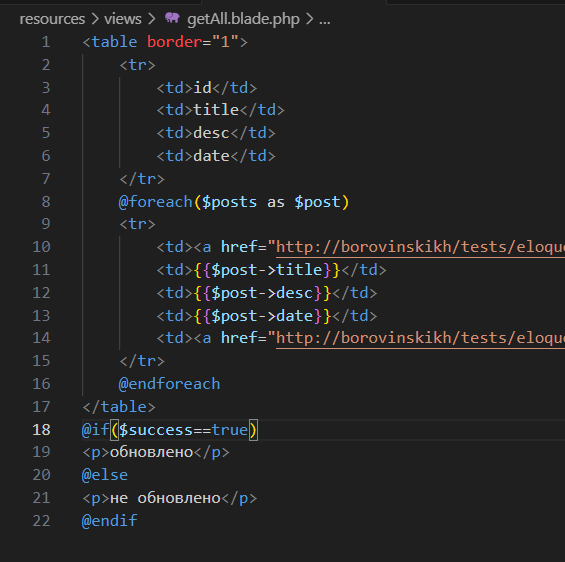 resources > views > getAll.blade.php > ...
1 <table border="1">
2 <tr>
3 <td>id</td>
4 <td>title</td>
5 <td>desc</td>
6 <td>date</td>
7 </tr>
8 @foreach($posts as $post)
9 <tr>
10 <td><a href="http://borovinskikh/tests/eloque
11 <td>{{$post->title}}</td>
12 <td>{{$post->desc}}</td>
13 <td>{{$post->date}}</td>
14 <td><a href="http://borovinskikh/tests/eloque
15 </tr>
16 @endforeach
17 </table>
18 @if($success==true)
19 <p>обновлено</p>
20 @else
21 <p>не обновлено</p>
22 @endif